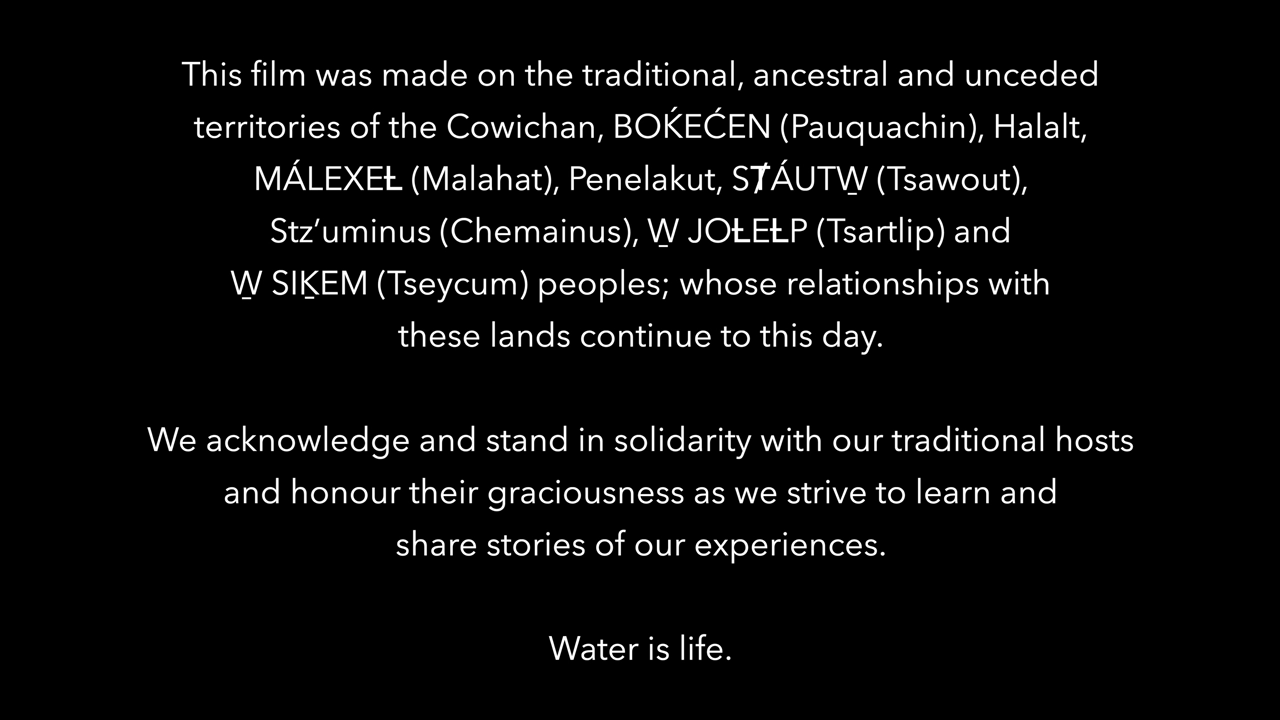 This film was made on the traditional, ancestral and unceded
territories of the Cowichan, BOḰEĆEN (Pauquachin), Halalt,
MÁLEXEȽ (Malahat), Penelakut, SȾÁUTW̱ (Tsawout),
Stz’uminus (Chemainus), W̱ JOȽEȽP (Tsartlip) and
W̱ SIḴEM (Tseycum) peoples; whose relationships with
these lands continue to this day.
We acknowledge and stand in solidarity with our traditional hosts
and honour their graciousness as we strive to learn and
share stories of our experiences.
Water is life.